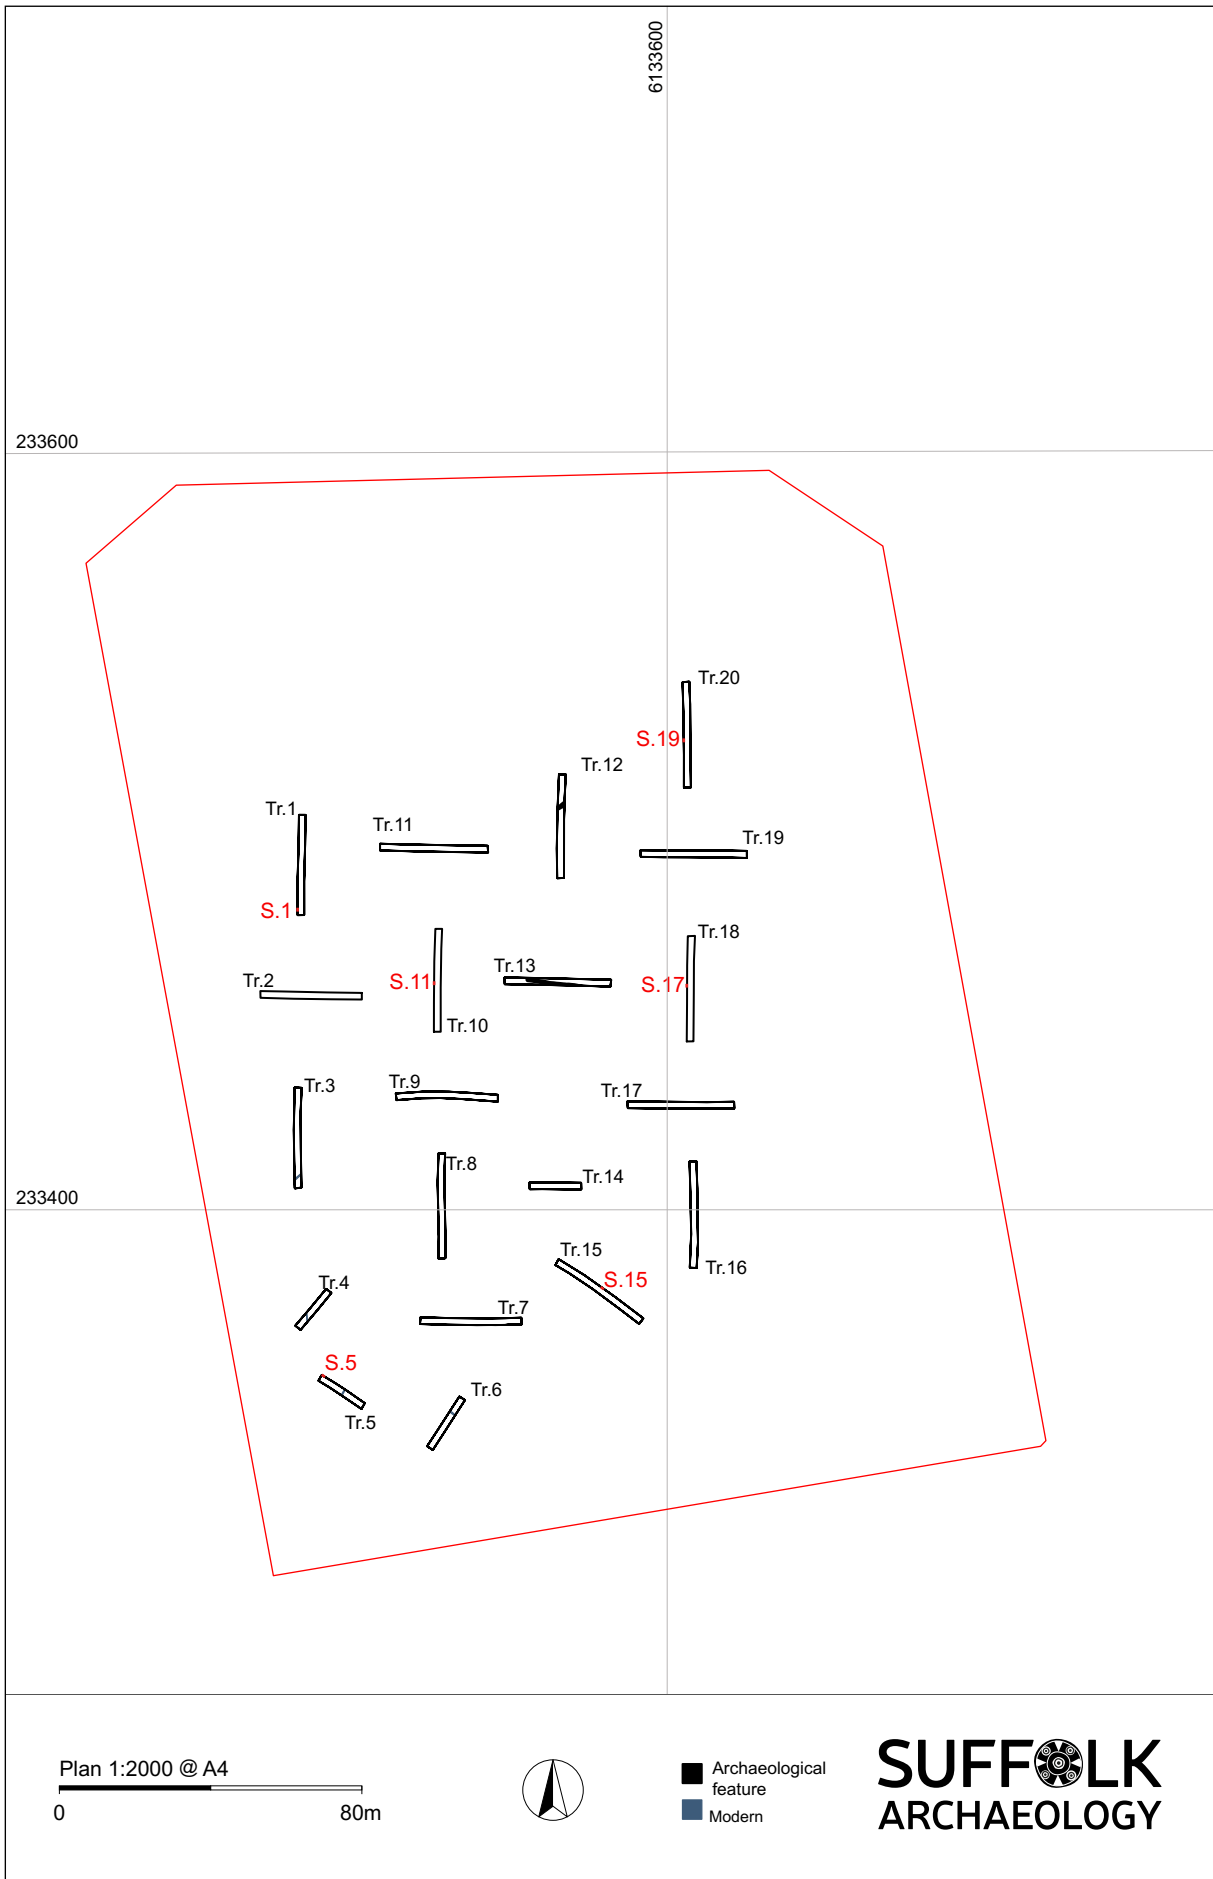 6133600
233600
Tr.20
S.19
Tr.12
Tr.1
Tr.11
Tr.19
S.1
Tr.18
Tr.13
S.11
S.17
Tr.2
Tr.10
Tr.3
Tr.9
Tr.17
Tr.8
Tr.14
233400
Tr.15
Tr.16
S.15
Tr.4
Tr.7
S.5
Tr.6
Tr.5
Plan 1:2000 @ A4
0 80m
Archaeological
feature
Modern
SUFFOLK
ARCHAEOLOGY